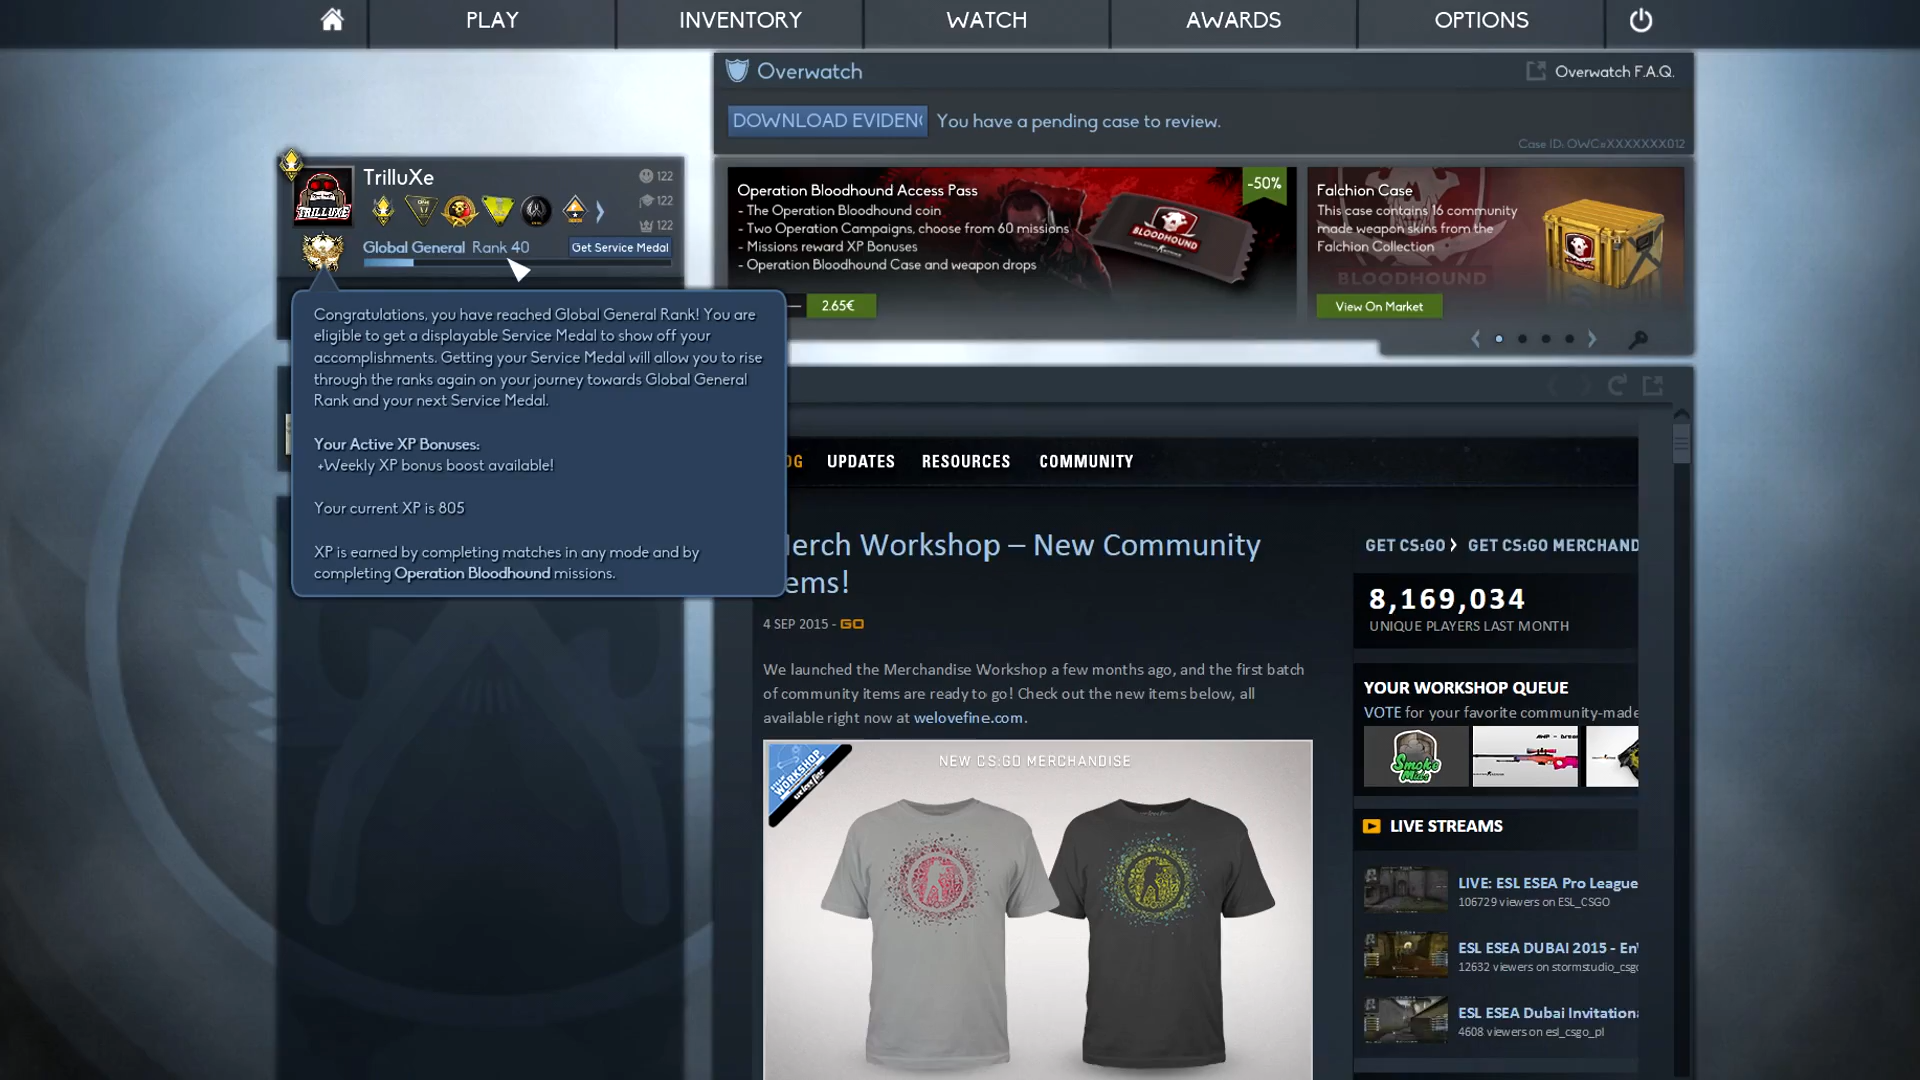 PLAY
INVENTORY
WATCH
AWARDS
OPTIONS
Overwatch
Overwatch F.A.Q.
DOWNLOAD EVIDENC
You have a pending case to review.
TrilluXe
122
122
122
TRILLUXE
Global General Rank 40
Get Service Medal
Operation Bloodhound Access Pass
- The Operation Bloodhound coin
- Two Operation Campaigns, choose from 60 missions
- Missions reward XP Bonuses
- Operation Bloodhound Case and weapon drops
-50%
BLOODHOUND
2.65€
Falchion Case
This case contains 16 community
made weapon skins from the
Falchion Collection
BLOODHOUND
View On Market
Congratulations, you have reached Global General Rank! You are
eligible to get a displayable Service Medal to show off your
accomplishments. Getting your Service Medal will allow you to rise
through the ranks again on your journey towards Global General
Rank and your next Service Medal.
Your Active XP Bonuses:
+Weekly XP bonus boost available!
Your current XP is 805
XP is earned by completing matches in any mode and by
completing Operation Bloodhound missions.
OG
UPDATES
RESOURCES
COMMUNITY
erch Workshop – New Community
ems!
4 SEP 2015 - GO
We launched the Merchandise Workshop a few months ago, and the first batch
of community items are ready to go! Check out the new items below, all
available right now at welovefine.com.
WORKSHOP
we love fine
NEW CS:GO MERCHANDISE
GET CS:GO
GET CS:GO MERCHAND
8,169,034
UNIQUE PLAYERS LAST MONTH
YOUR WORKSHOP QUEUE
VOTE for your favorite community-made
Smoke
LIVE STREAMS
LIVE: ESL ESEA Pro League
106729 viewers on ESL_CSGO
ESL ESEA DUBAI 2015 - En
12632 viewers on stormstudio_csgo
ESL ESEA Dubai Invitationa
4608 viewers on esl_csgo_pl